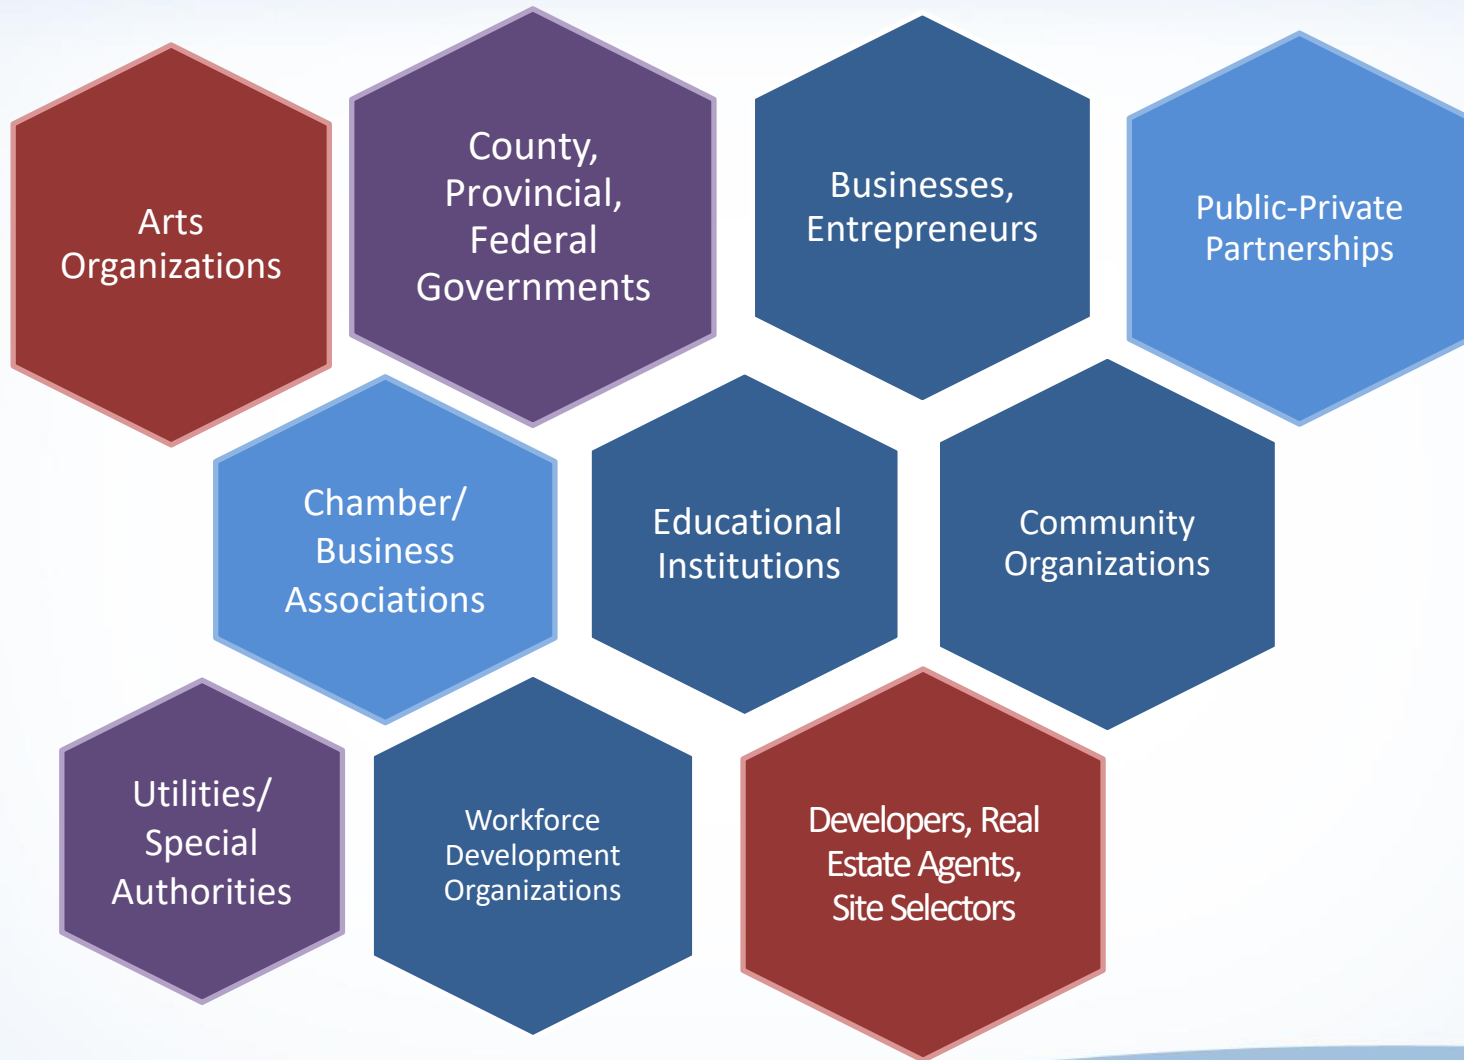 Arts
Organizations
County,
Provincial,
Federal
Governments
Businesses,
Entrepreneurs
Public-Private
Partnerships
Chamber/
Business
Associations
Educational
Institutions
Community
Organizations
Utilities/
Special
Authorities
Workforce
Development
Organizations
Developers, Real
Estate Agents,
Site Selectors